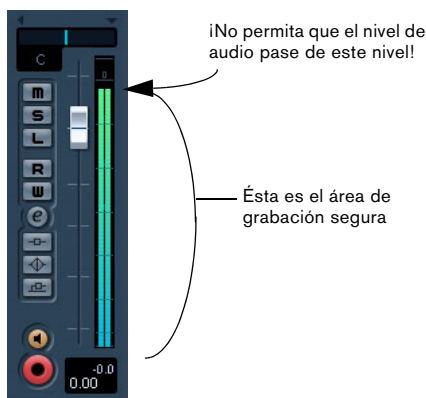 ¡No permita que el nivel de
audio pase de este nivel!
C
0
m
S
L
R
W
e
Ésta es el área de
grabación segura
-0.0
0.00